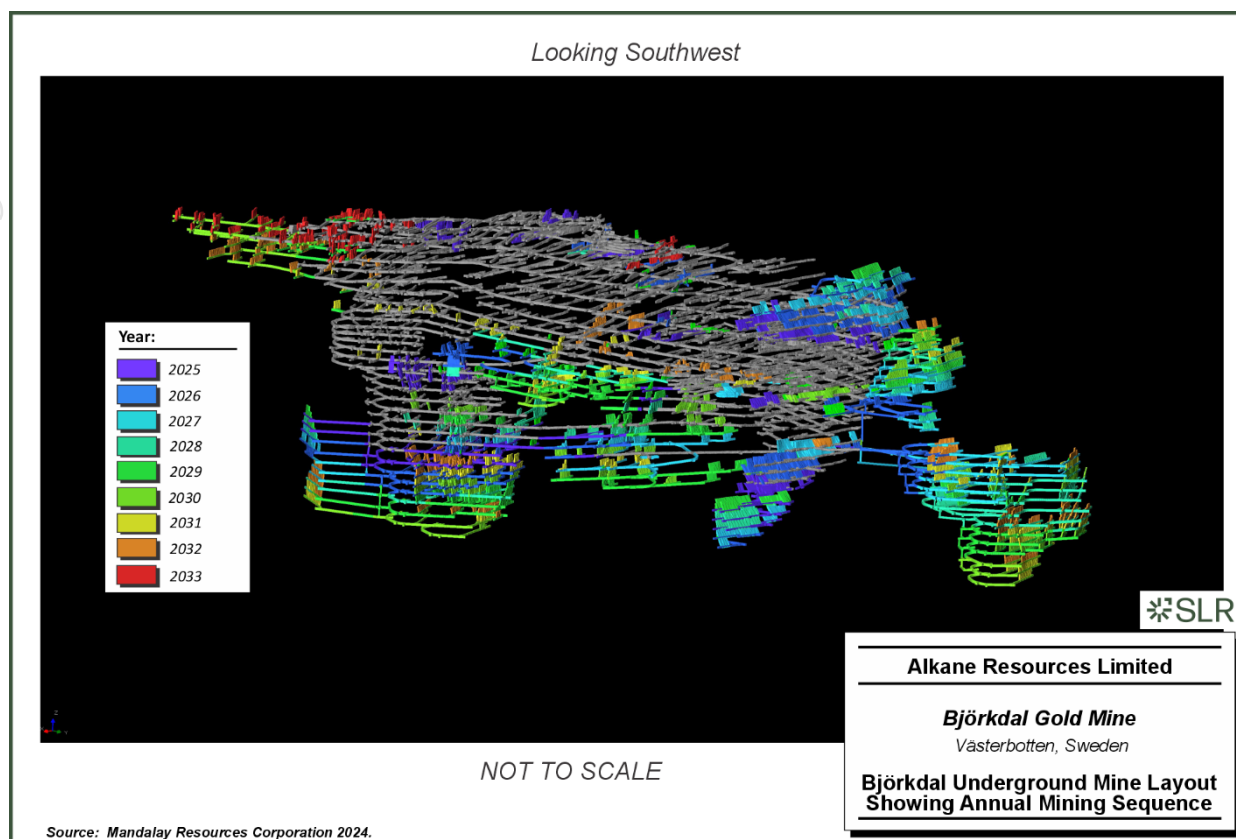 Looking Southwest
Year:
2025
2026
2027
2028
2029
2030
2031
2032
2033
SLR
Alkane Resources Limited
Björkdal Gold Mine
Västerbotten, Sweden
Björkdal Underground Mine Layout
Showing Annual Mining Sequence
NOT TO SCALE
Source: Mandalay Resources Corporation 2024.